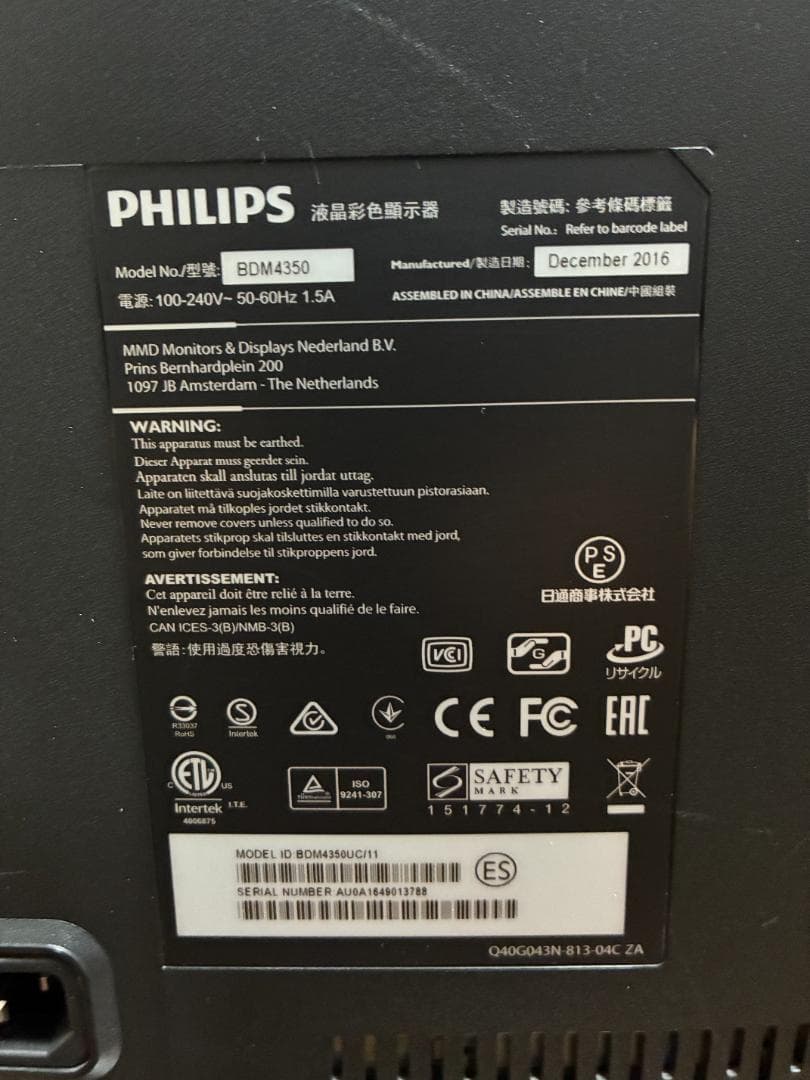 PHILIPS 液晶彩色顯示器
製造號碼: 參考條碼標籤
Serial No.: Refer to barcode label
Model No./型號: BDM4350
Manufactured/製造日期: December 2016
電源: 100-240V~ 50-60Hz 1.5A
ASSEMBLED IN CHINA/ASSEMBLE EN CHINE/中國組裝
MMD Monitors & Displays Nederland B.V.
Prins Bernhardplein 200
1097 JB Amsterdam - The Netherlands
WARNING:
This apparatus must be earthed.
Dieser Apparat muss geerdet sein.
Apparaten skall anslutas till jordat uttag.
Laite on liitettävä suojakoskettimilla varustettuun pistorasiaan.
Apparatet må tilkoples jordet stikkontakt.
Never remove covers unless qualified to do so.
Apparatets stikprop skal tilsluttes en stikkontakt med jord,
som giver forbindelse til stikproppens jord.
AVERTISSEMENT:
Cet appareil doit être relié à la terre.
N'enlevez jamais les moins qualifié de le faire.
CAN ICES-3(B)/NMB-3(B)
警語: 使用過度恐傷害視力。
PSE
日通商事株式会社
VCI
G
PC
リサイクル
R33037
RoHS
S
Intertek
CE FC EAC
ETL
C US
Intertek I.T.E.
4006875
ISO
9241-307
SAFETY
MARK
151774-12
MODEL ID:BDM4350UC/11
ES
SERIAL NUMBER:AU0A1649013788
Q40G043N-813-04C ZA